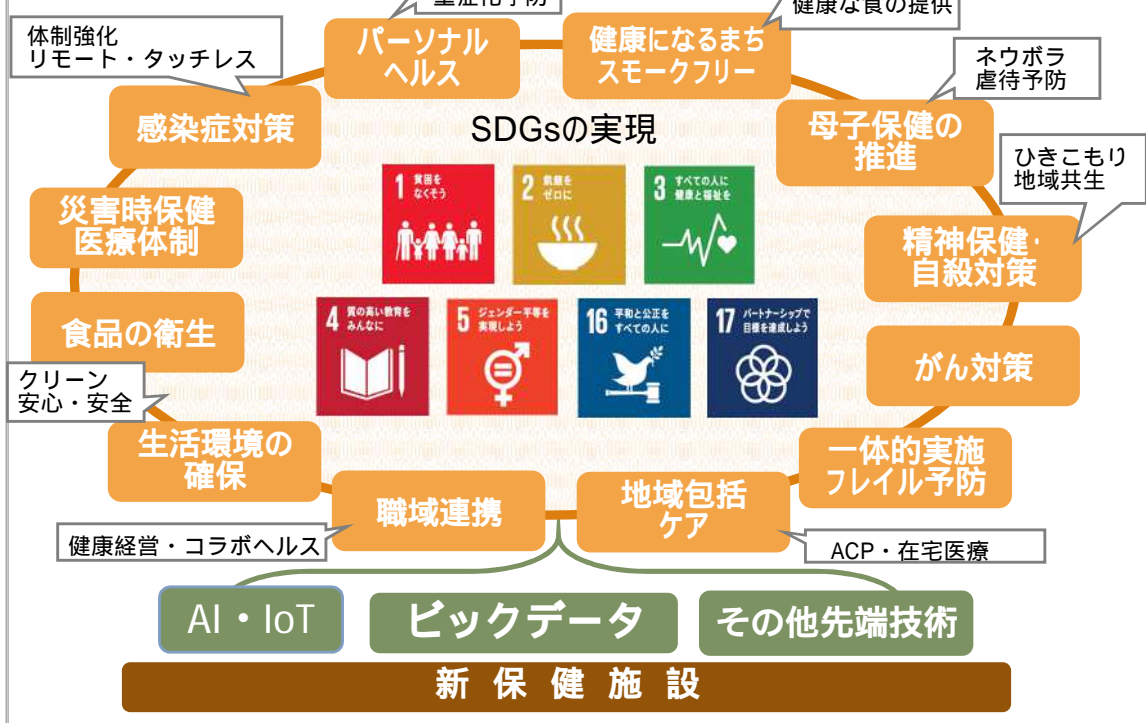 重症化予防
健康な食の提供
体制強化
リモート・タッチレス
パーソナル
ヘルス
健康になるまち
スモークフリー
ネウボラ
虐待予防
感染症対策
SDGsの実現
母子保健の
推進
ひきこもり
地域共生
1 貧困を
なくそう
2 飢餓を
ゼロに
3 すべての人に
健康と福祉を
災害時保健
医療体制
精神保健・
自殺対策
4 質の高い教育を
みんなに
5 ジェンダー平等を
実現しよう
16 平和と公正を
すべての人に
17 パートナーシップで
目標を達成しよう
食品の衛生
がん対策
クリーン
安心・安全
生活環境の
確保
一体的実施
フレイル予防
職域連携
地域包括
ケア
健康経営・コラボヘルス
ACP・在宅医療
AI・IoT
ビックデータ
その他先端技術
新保健施設